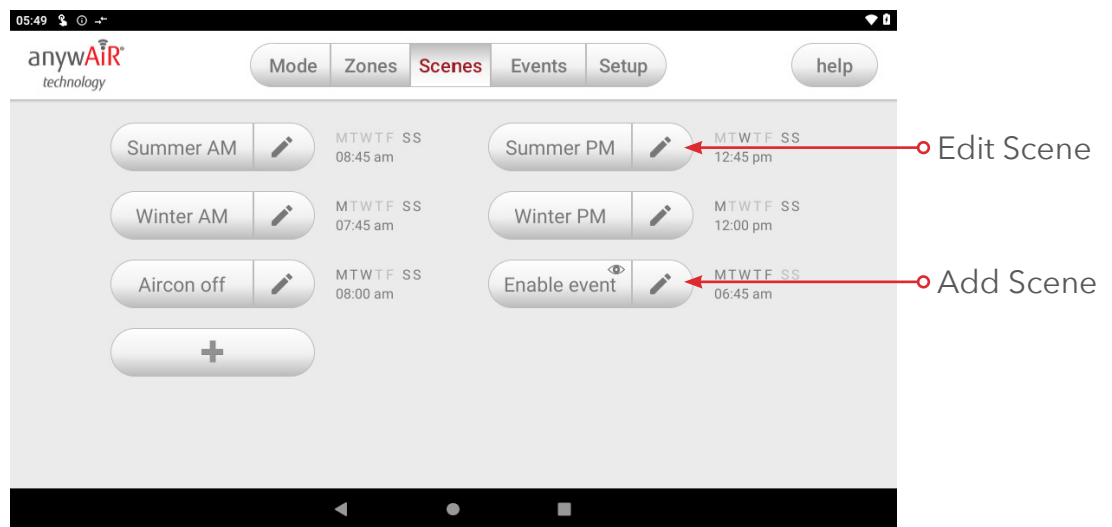 05:49
anywAiR®
technology
Mode Zones Scenes Events Setup
help
Summer AM
MTWTF SS
08:45 am
Summer PM
MTWTF SS
12:45 pm
Edit Scene
Winter AM
MTWTF SS
07:45 am
Winter PM
MTWTF SS
12:00 pm
Aircon off
MTWTF SS
08:00 am
Enable event
MTWTF SS
06:45 am
Add Scene